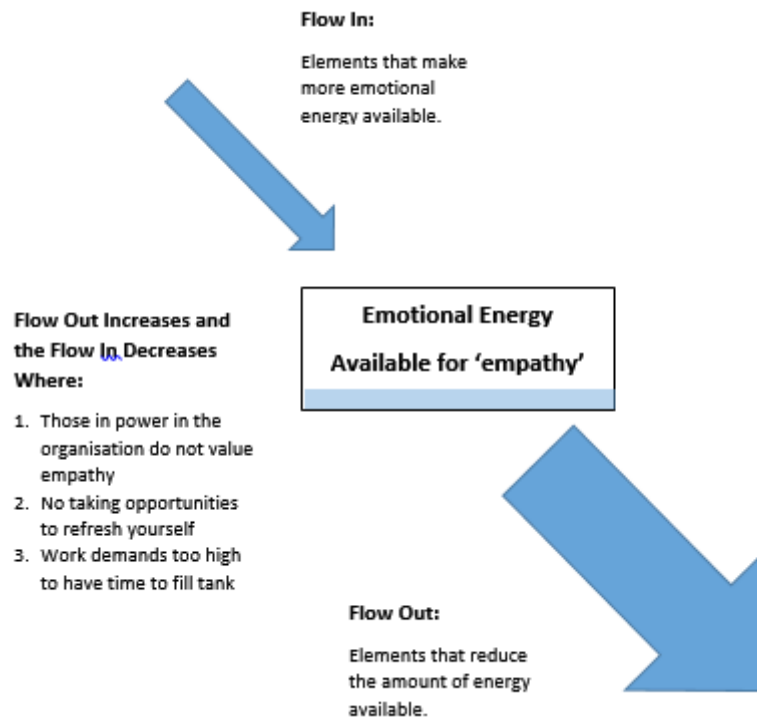 Flow In:
Elements that make
more emotional
energy available.
Emotional Energy
Available for ‘empathy’
Flow Out Increases and
the Flow In Decreases
Where:
1. Those in power in the
organisation do not value
empathy
2. No taking opportunities
to refresh yourself
3. Work demands too high
to have time to fill tank
Flow Out:
Elements that reduce
the amount of energy
available.